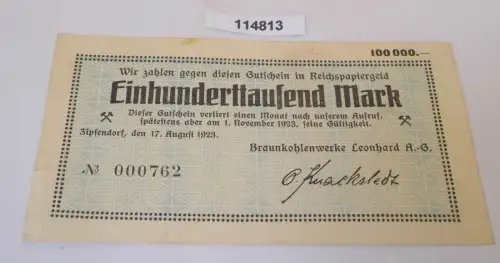 114813
100 000.—
Wir zahlen gegen diesen Gutschein in Reichspapiergeld
Einhunderttausend Mark
Dieser Gutschein verliert einen Monat nach unserem Aufruf,
spätestens aber am 1. November 1923, seine Gültigkeit.
Zipsendorf, den 17. August 1923.
Braunkohlenwerke Leonhard A.-G.
№ 000762